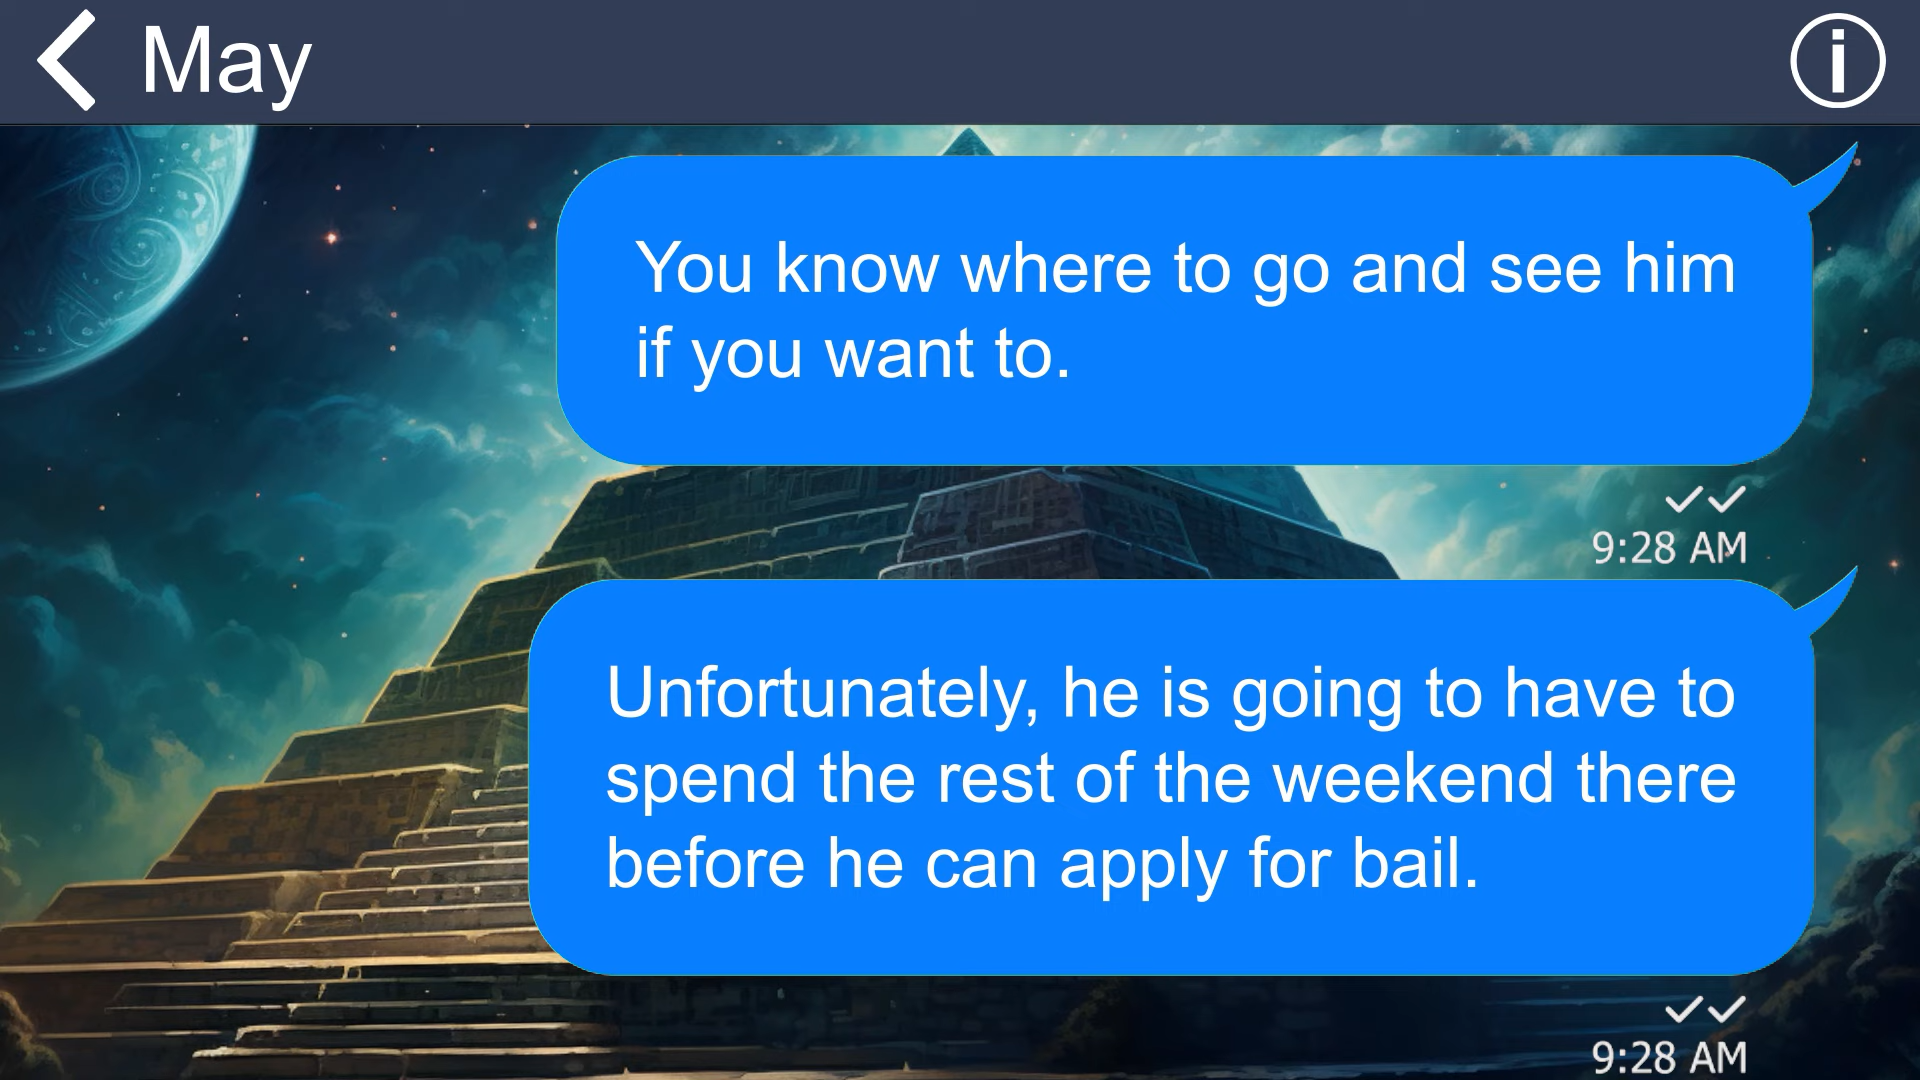 May
You know where to go and see him
if you want to.
9:28 AM
Unfortunately, he is going to have to
spend the rest of the weekend there
before he can apply for bail.
9:28 AM